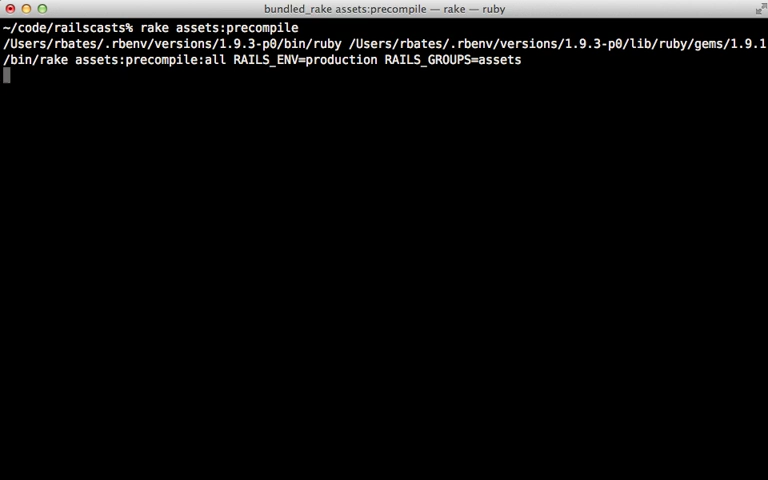 bundled_rake assets:precompile — rake — ruby
~/code/railscasts% rake assets:precompile
/Users/rbates/.rbenv/versions/1.9.3-p0/bin/ruby /Users/rbates/.rbenv/versions/1.9.3-p0/lib/ruby/gems/1.9.1
/bin/rake assets:precompile:all RAILS_ENV=production RAILS_GROUPS=assets